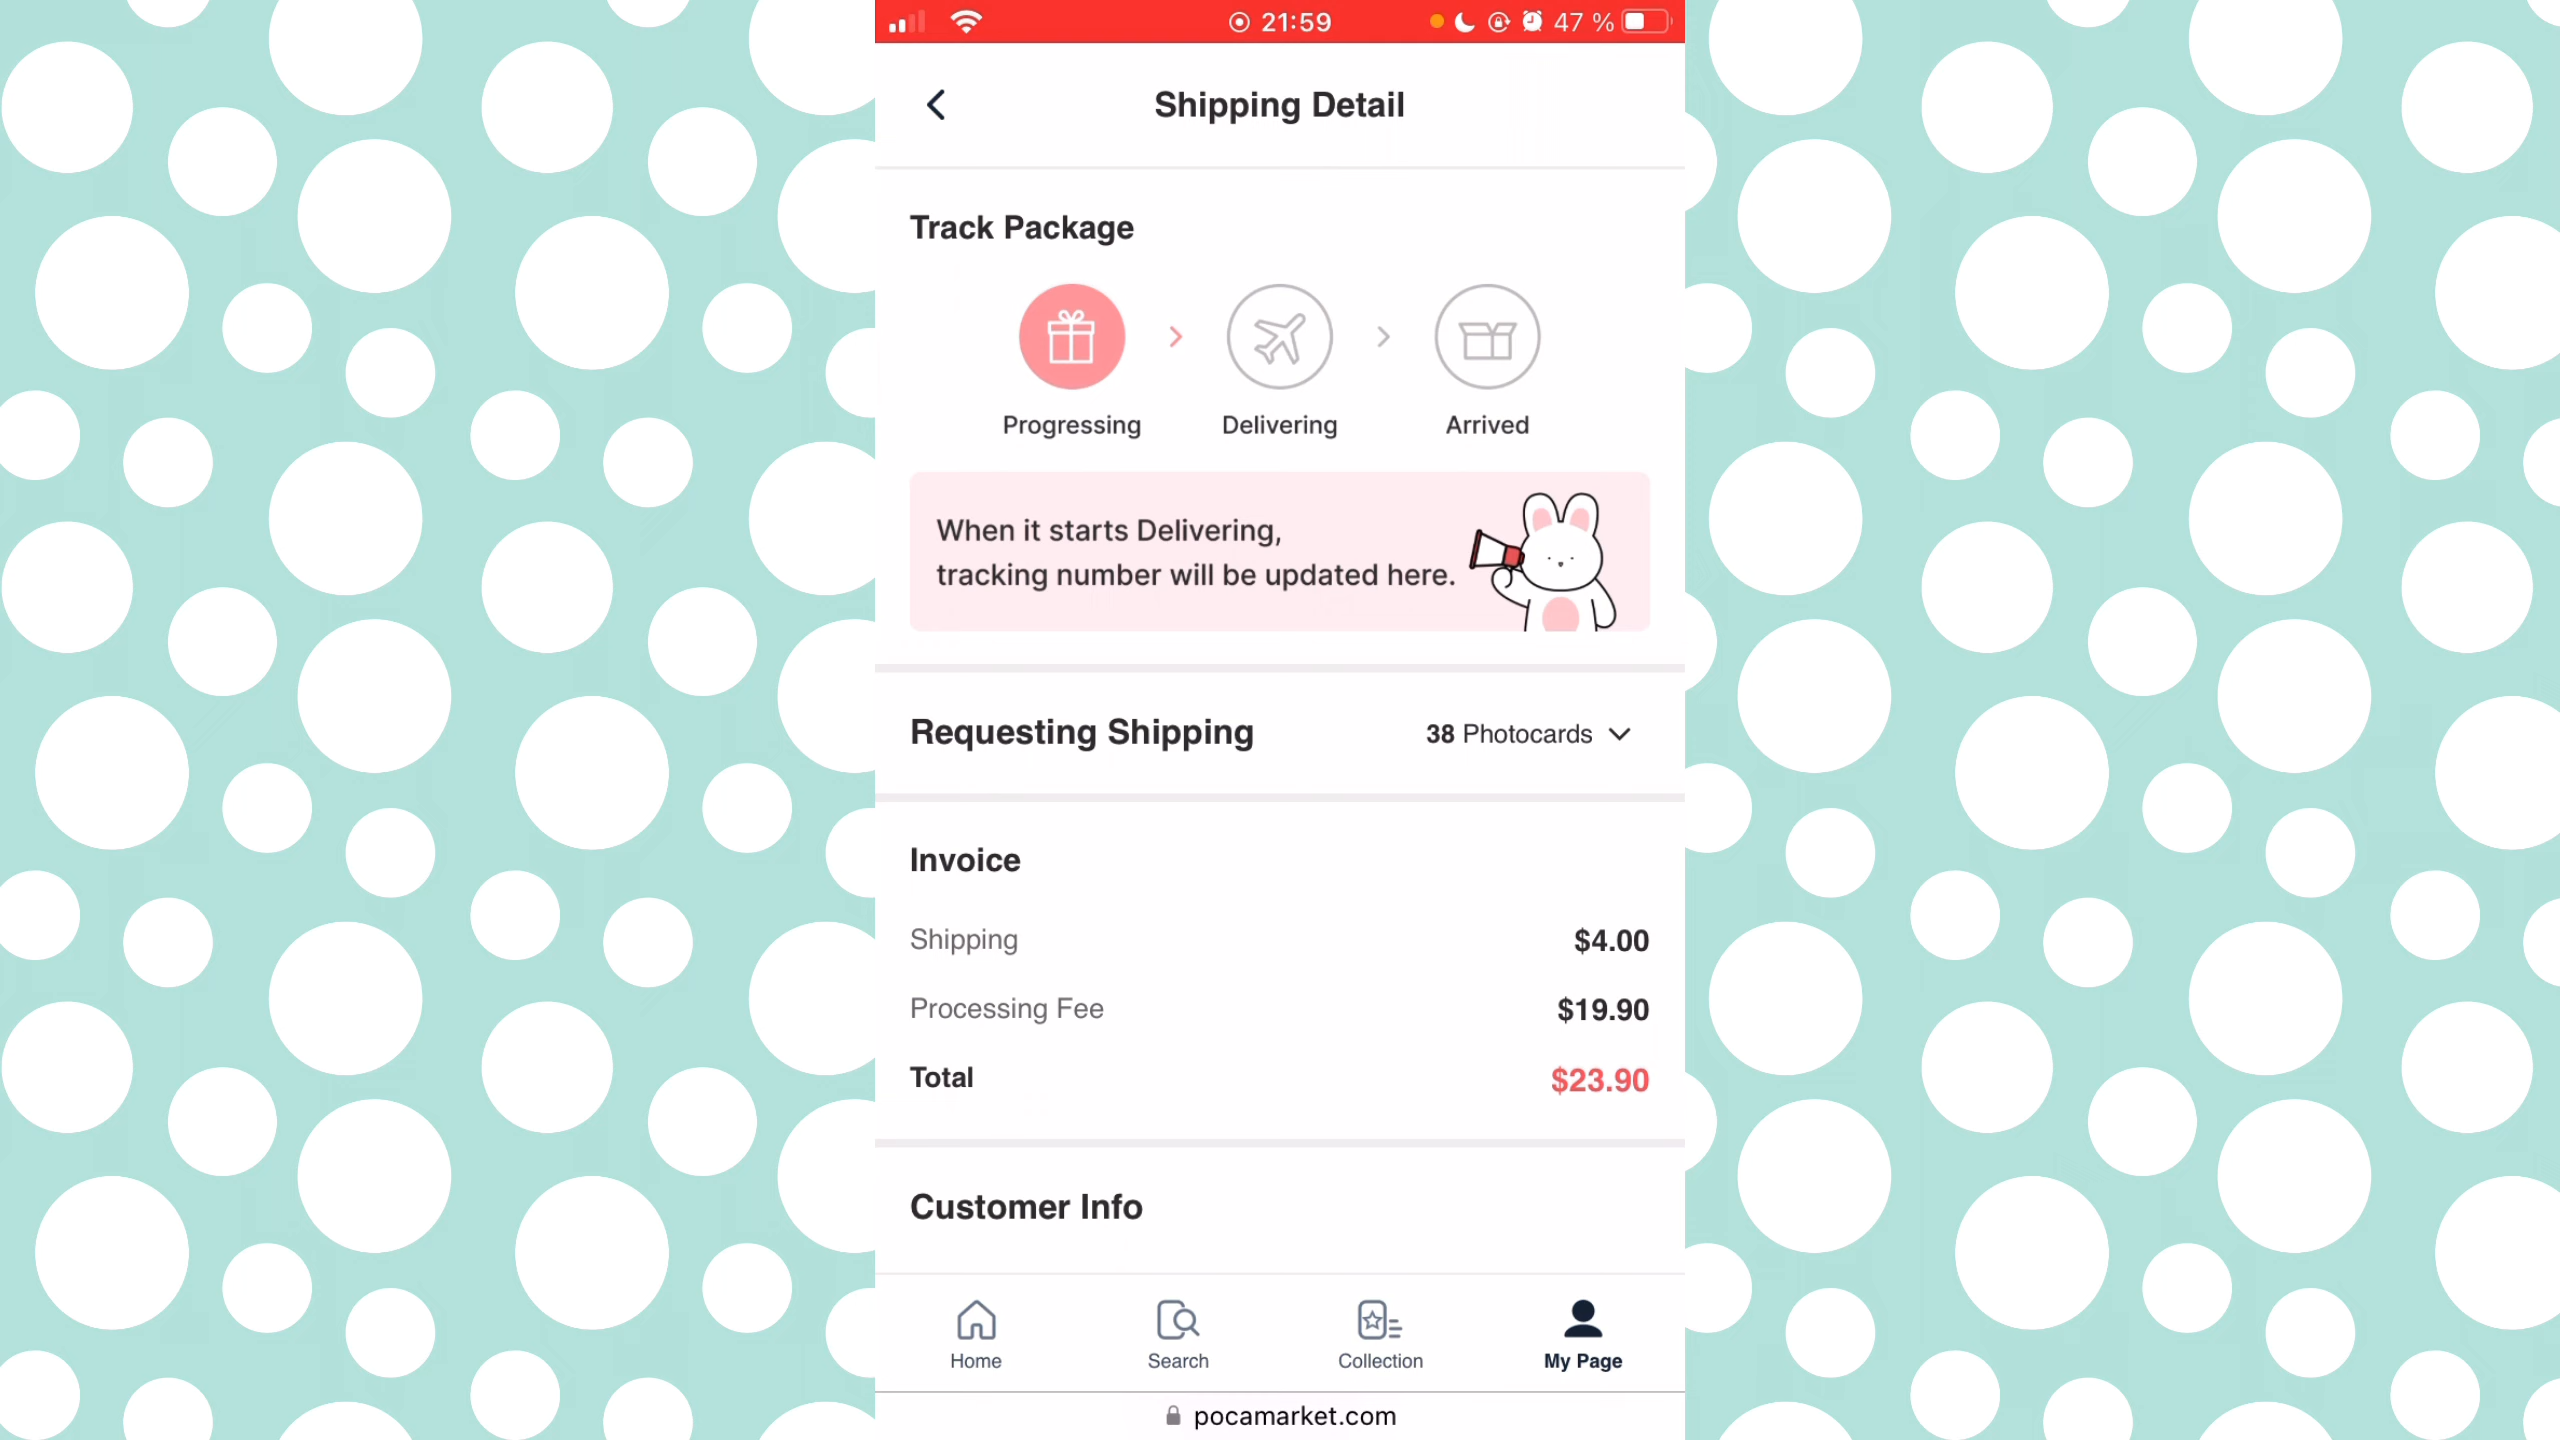 21:59
47 %
Shipping Detail
Track Package
Progressing
Delivering
Arrived
When it starts Delivering,
tracking number will be updated here.
Requesting Shipping
38 Photocards
Invoice
Shipping
$4.00
Processing Fee
$19.90
Total
$23.90
Customer Info
Home
Search
Collection
My Page
pocamarket.com